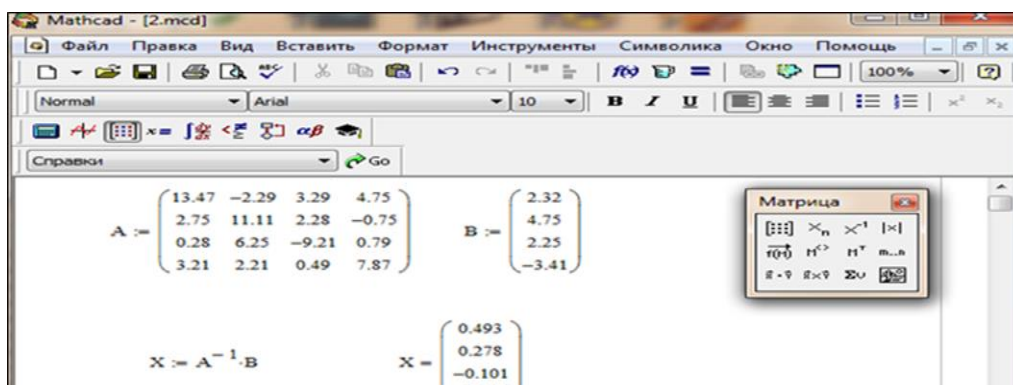 Mathcad - [2.mcd]
Файл Правка Вид Вставить Формат Инструменты Символика Окно Помощь
100%
Normal Arial 10 B I U
αβ
Справки Go
Матрица
A := 13.47 −2.29 3.29 4.75 B := 2.32
2.75 11.11 2.28 −0.75 4.75
0.28 6.25 −9.21 0.79 2.25
3.21 2.21 0.49 7.87 −3.41
X := A⁻¹·B X = 0.493
0.278
−0.101